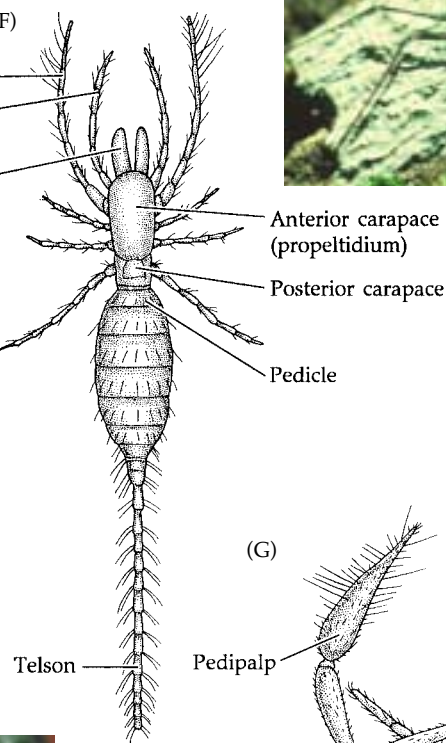 F)
Anterior carapace
(propeltidium)
Posterior carapace
Pedicle
(G)
Telson
Pedipalp